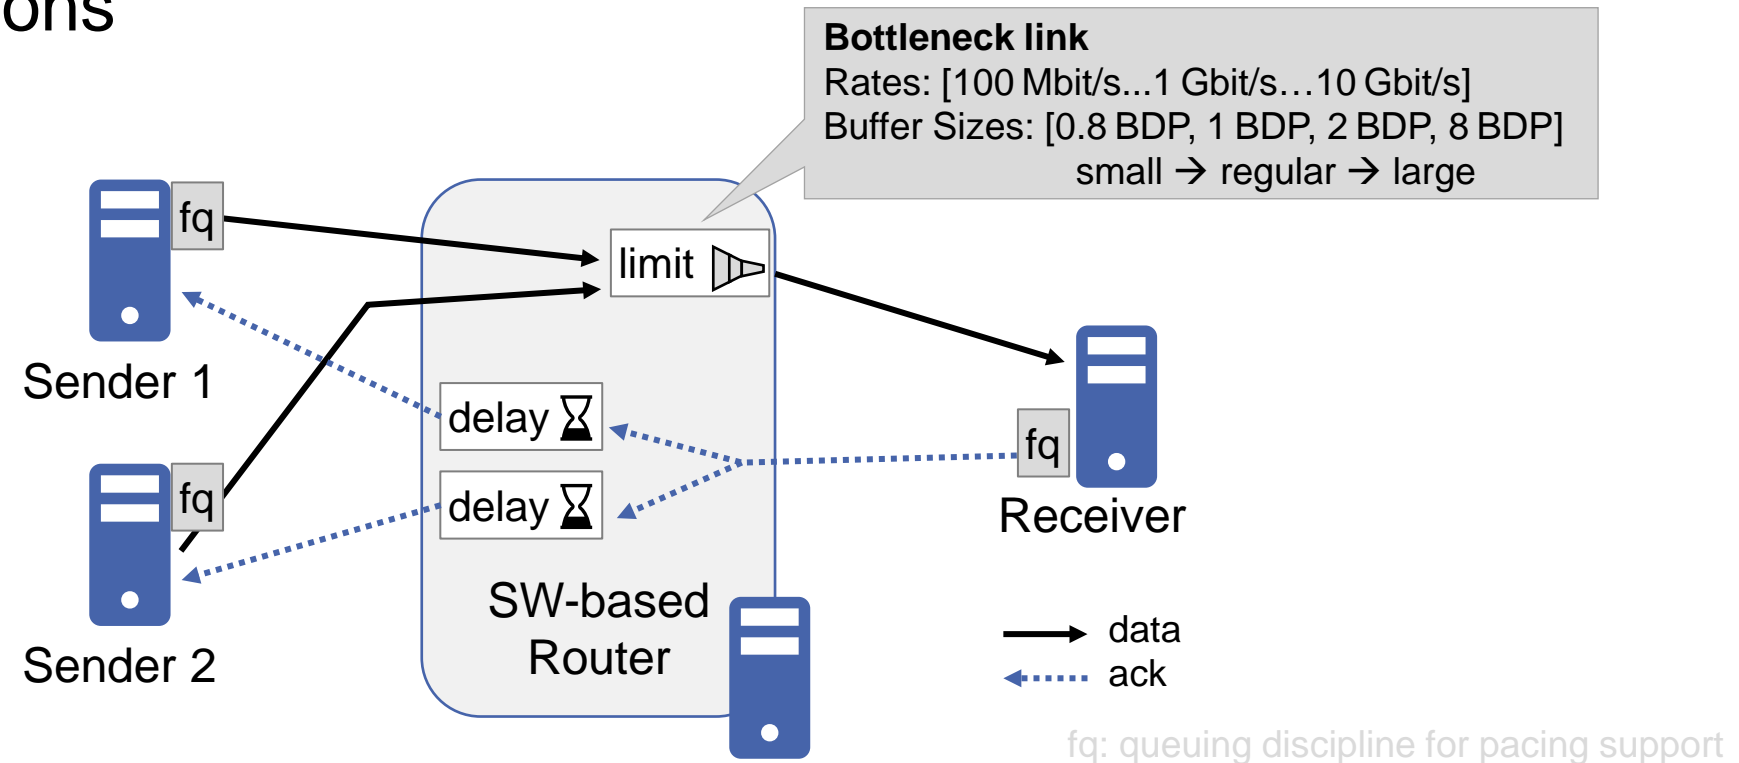 ons
Bottleneck link
Rates: [100 Mbit/s...1 Gbit/s…10 Gbit/s]
Buffer Sizes: [0.8 BDP, 1 BDP, 2 BDP, 8 BDP]
small → regular → large
fq
limit
Sender 1
delay
fq
fq
delay
Receiver
SW-based
Router
Sender 2
data
ack
fq: queuing discipline for pacing support